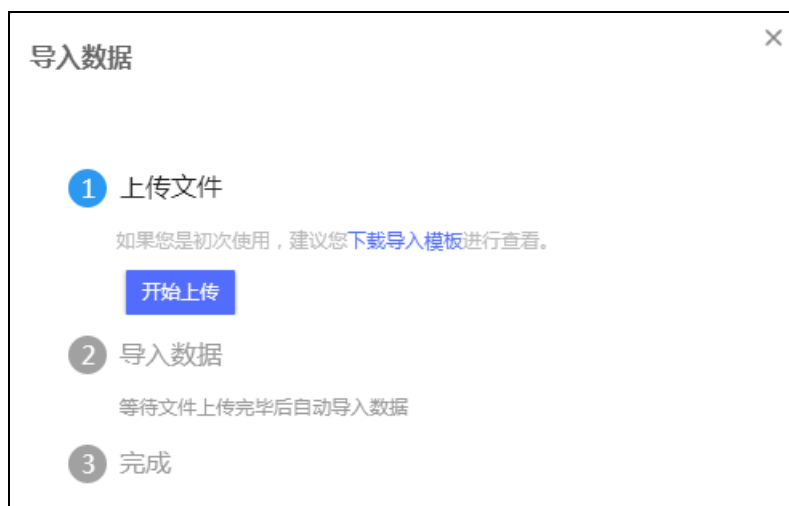 导入数据
×
1 上传文件
如果您是初次使用，建议您下载导入模板进行查看。
开始上传
2 导入数据
等待文件上传完毕后自动导入数据
3 完成